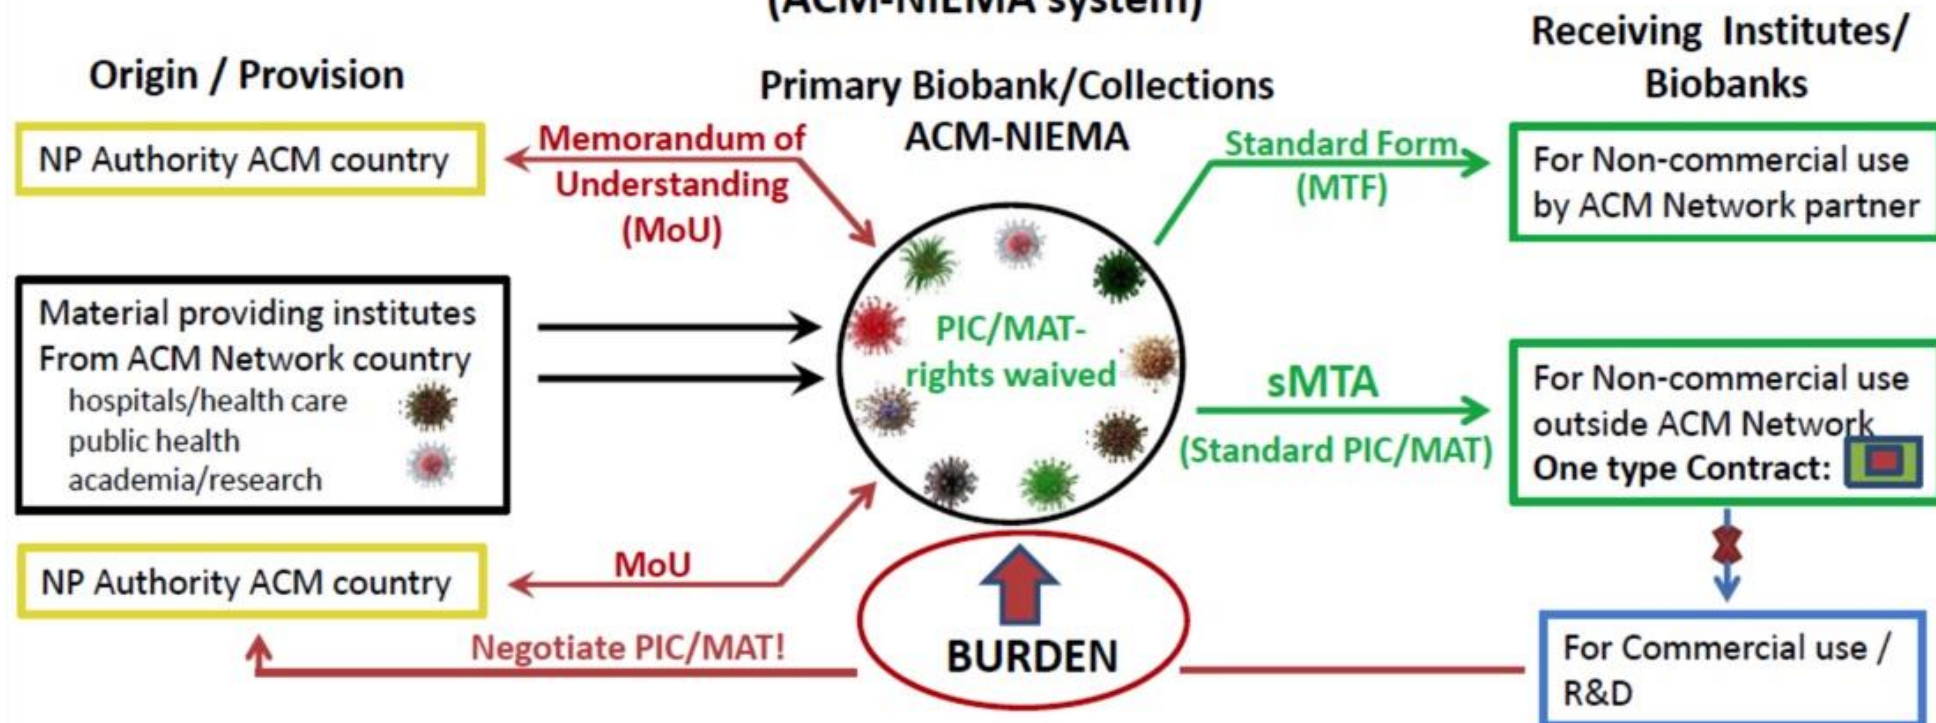 (ACM-NIEMA system)
Origin / Provision
Primary Biobank/Collections
ACM-NIEMA
Receiving Institutes/
Biobanks
NP Authority ACM country
Memorandum of
Understanding
(MoU)
Standard Form
(MTF)
For Non-commercial use
by ACM Network partner
Material providing institutes
From ACM Network country
hospitals/health care
public health
academia/research
PIC/MAT-
rights waived
sMTA
(Standard PIC/MAT)
For Non-commercial use
outside ACM Network
One type Contract:
NP Authority ACM country
MoU
Negotiate PIC/MAT!
BURDEN
For Commercial use /
R&D